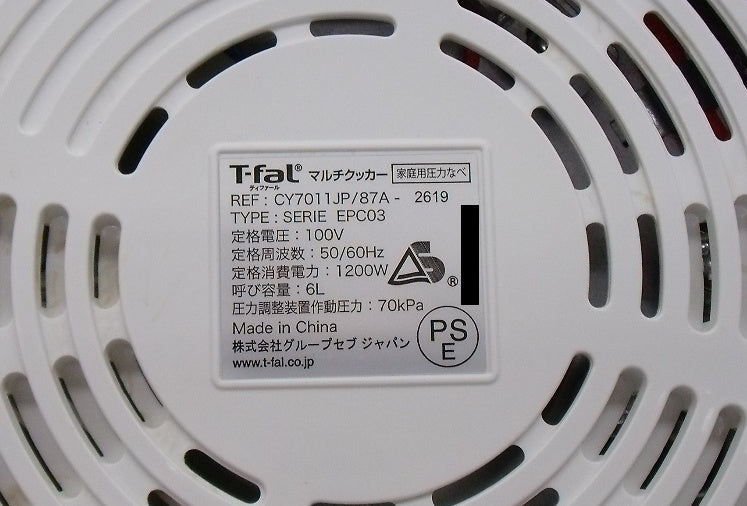 T-fal® マルチクッカー 家庭用圧力なべ
ティファール
REF : CY7011JP/87A - 2619
TYPE : SERIE EPC03
定格電圧 : 100V
定格周波数 : 50/60Hz
定格消費電力 : 1200W
呼び容量 : 6L
圧力調整装置作動圧力 : 70kPa
Made in China
株式会社グループセブ ジャパン
www.t-fal.co.jp
S ®
PS
E